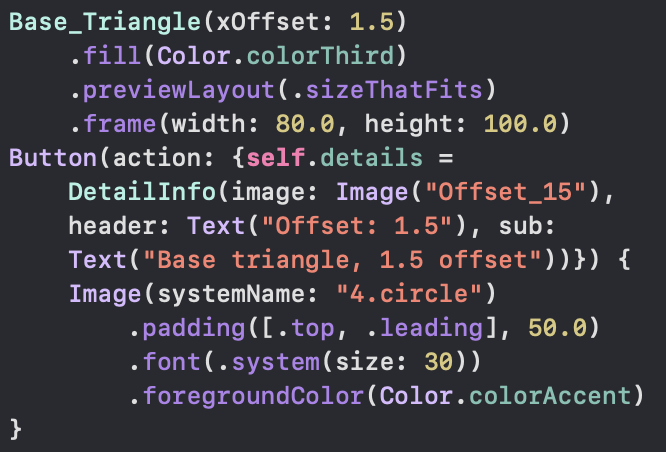 Base_Triangle(xOffset: 1.5)
    .fill(Color.colorThird)
    .previewLayout(.sizeThatFits)
    .frame(width: 80.0, height: 100.0)
Button(action: {self.details =
    DetailInfo(image: Image("Offset_15"),
    header: Text("Offset: 1.5"), sub:
    Text("Base triangle, 1.5 offset"))}) {
    Image(systemName: "4.circle")
        .padding([.top, .leading], 50.0)
        .font(.system(size: 30))
        .foregroundColor(Color.colorAccent)
}